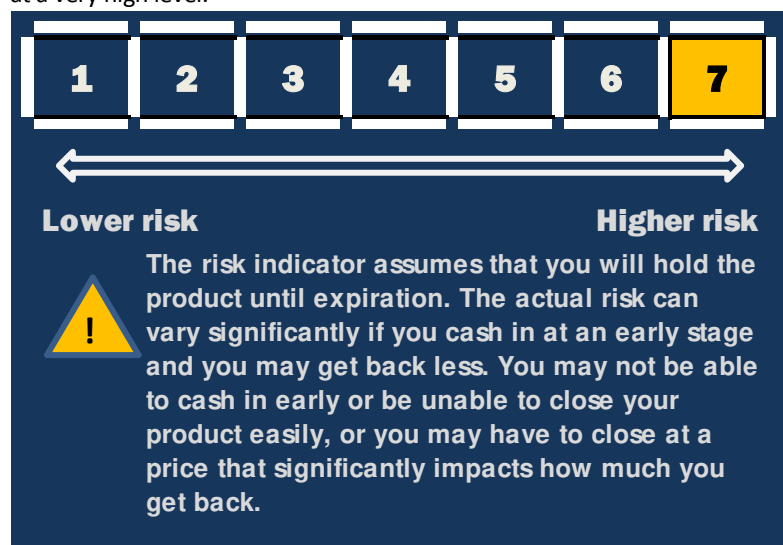 at a very high level.
1 2 3 4 5 6 7
Lower risk Higher risk
The risk indicator assumes that you will hold the
product until expiration. The actual risk can
! vary significantly if you cash in at an early stage
and you may get back less. You may not be able
to cash in early or be unable to close your
product easily, or you may have to close at a
price that significantly impacts how much you
get back.